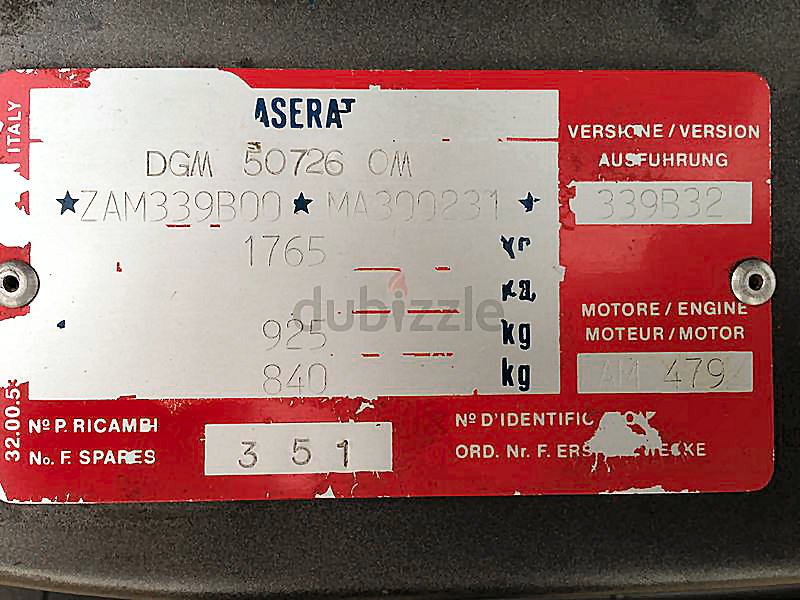 ITALY
ASERAT
DGM 50726 OM
★ZAM339B00★MA300231★
1765
925 kg
840 kg
VERSIONE / VERSION
AUSFUHRUNG
339B32
MOTORE / ENGINE
MOTEUR / MOTOR
AM 479
32.00.5
Nº P. RICAMBI
No. F. SPARES
3 5 1
Nº D'IDENTIFIC
ORD. Nr. F. ERS
dubizzle